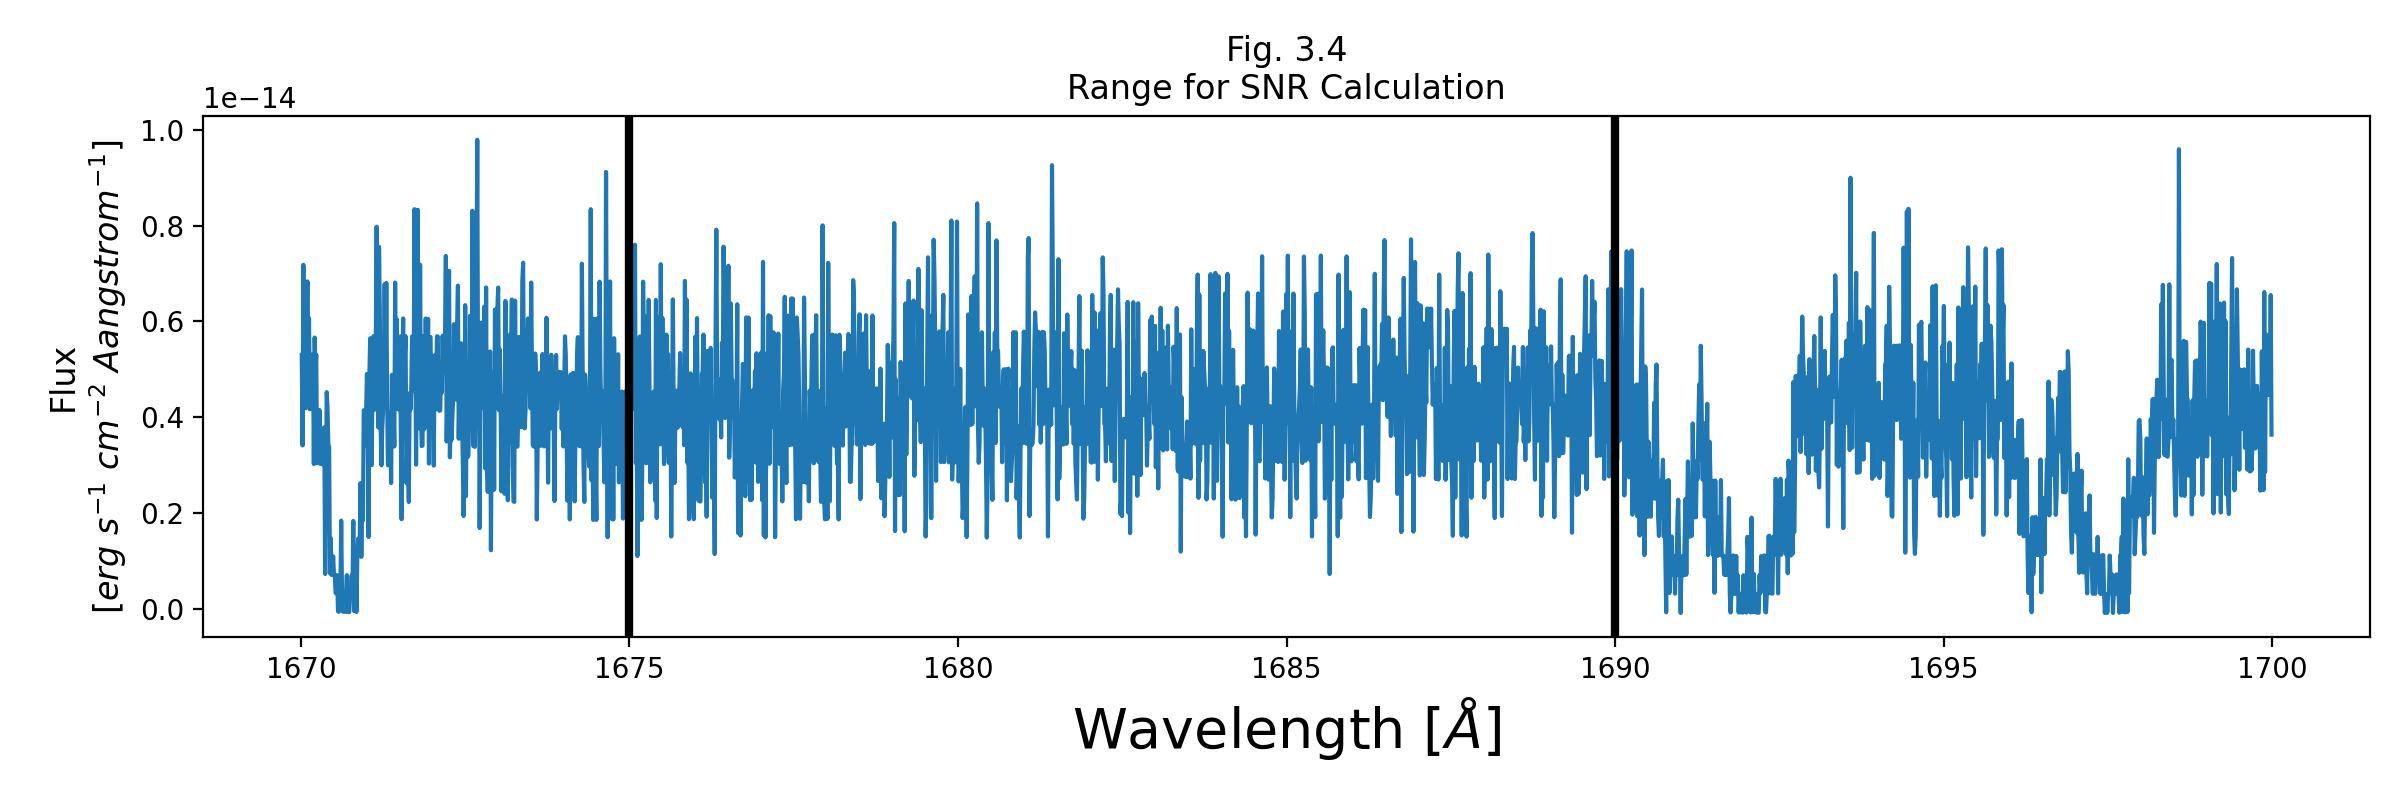 Fig. 3.4
Range for SNR Calculation
1e−14
Flux
[erg s⁻¹ cm⁻² Aangstrom⁻¹]
1.0
0.8
0.6
0.4
0.2
0.0
1670 1675 1680 1685 1690 1695 1700
Wavelength [Å]